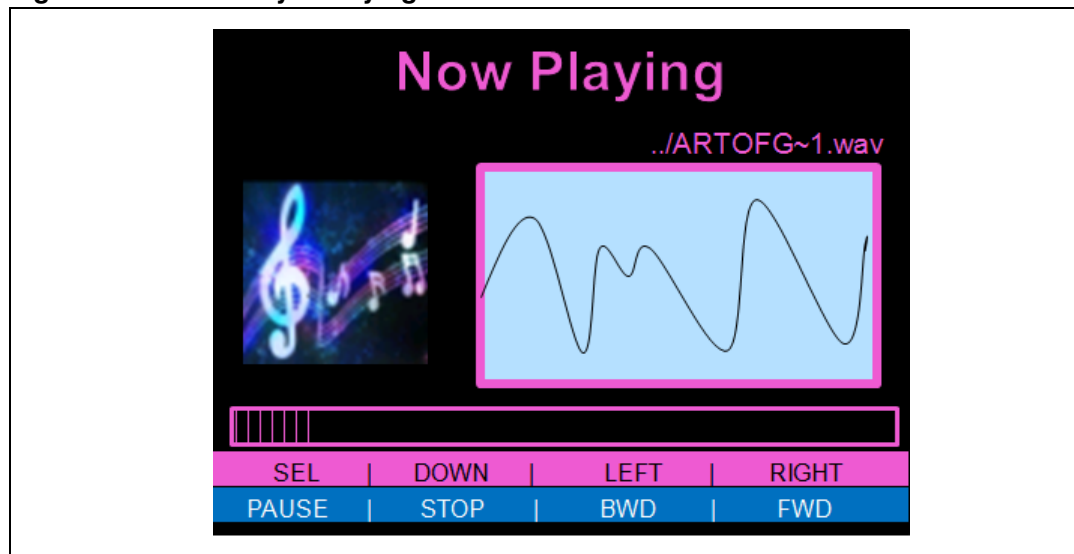 Now Playing
../ARTOFG~1.wav
SEL | DOWN | LEFT | RIGHT
PAUSE | STOP | BWD | FWD